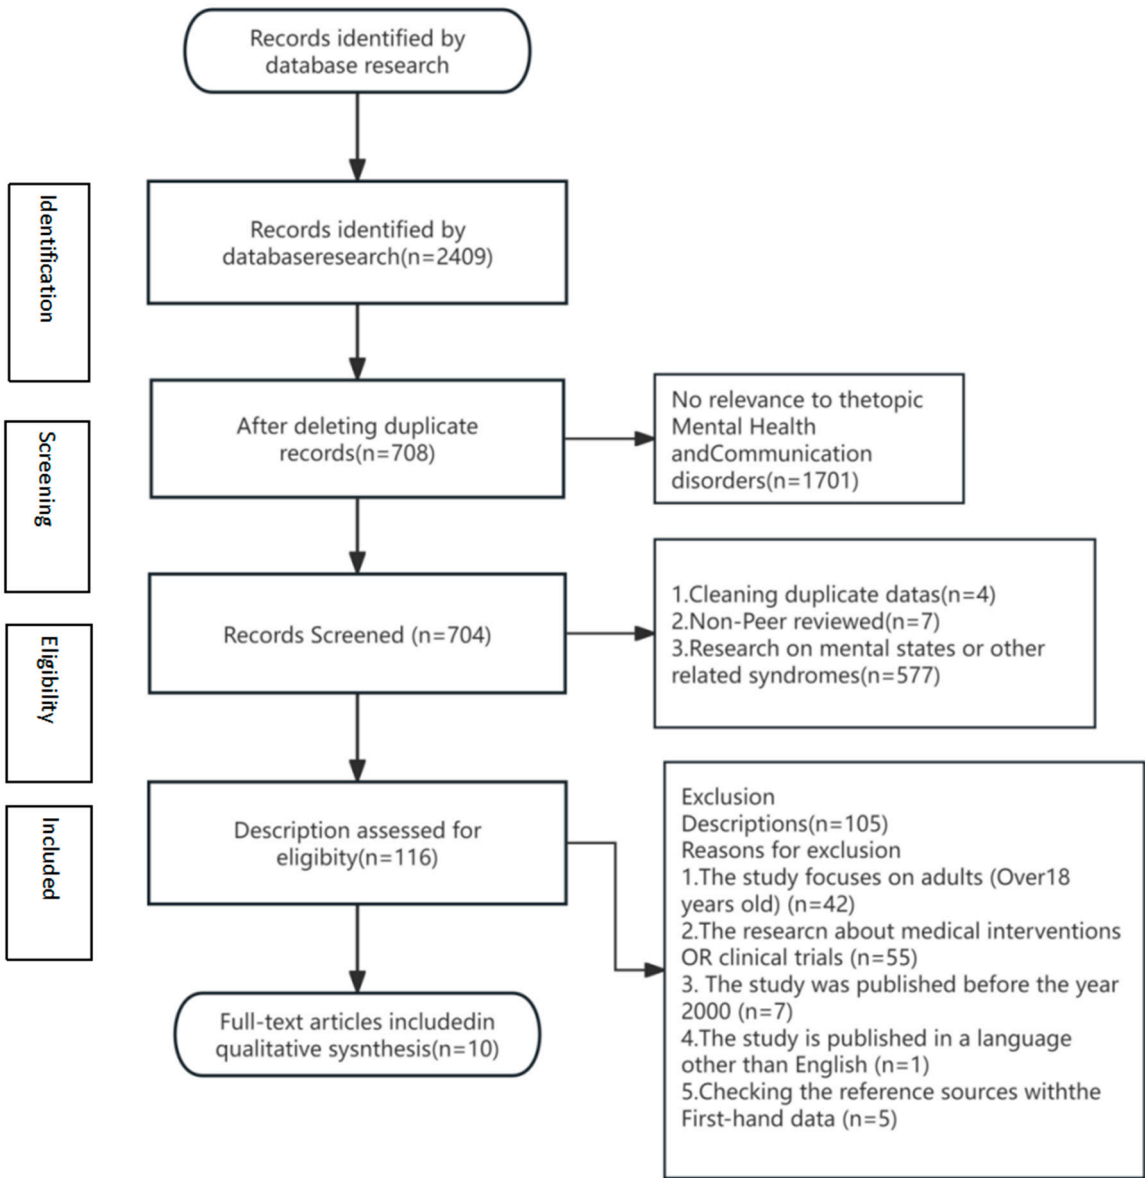 Records identified by
database research
Identification
Records identified by
databaseresearch(n=2409)
Screening
After deleting duplicate
records(n=708)
No relevance to thetopic
Mental Health
andCommunication
disorders(n=1701)
Eligibility
Records Screened (n=704)
1.Cleaning duplicate datas(n=4)
2.Non-Peer reviewed(n=7)
3.Research on mental states or other
related syndromes(n=577)
Included
Description assessed for
eligibity(n=116)
Exclusion
Descriptions(n=105)
Reasons for exclusion
1.The study focuses on adults (Over18
years old) (n=42)
2.The researcn about medical interventions
OR clinical trials (n=55)
3. The study was published before the year
2000 (n=7)
4.The study is published in a language
other than English (n=1)
5.Checking the reference sources withthe
First-hand data (n=5)
Full-text articles includedin
qualitative sysnthesis(n=10)